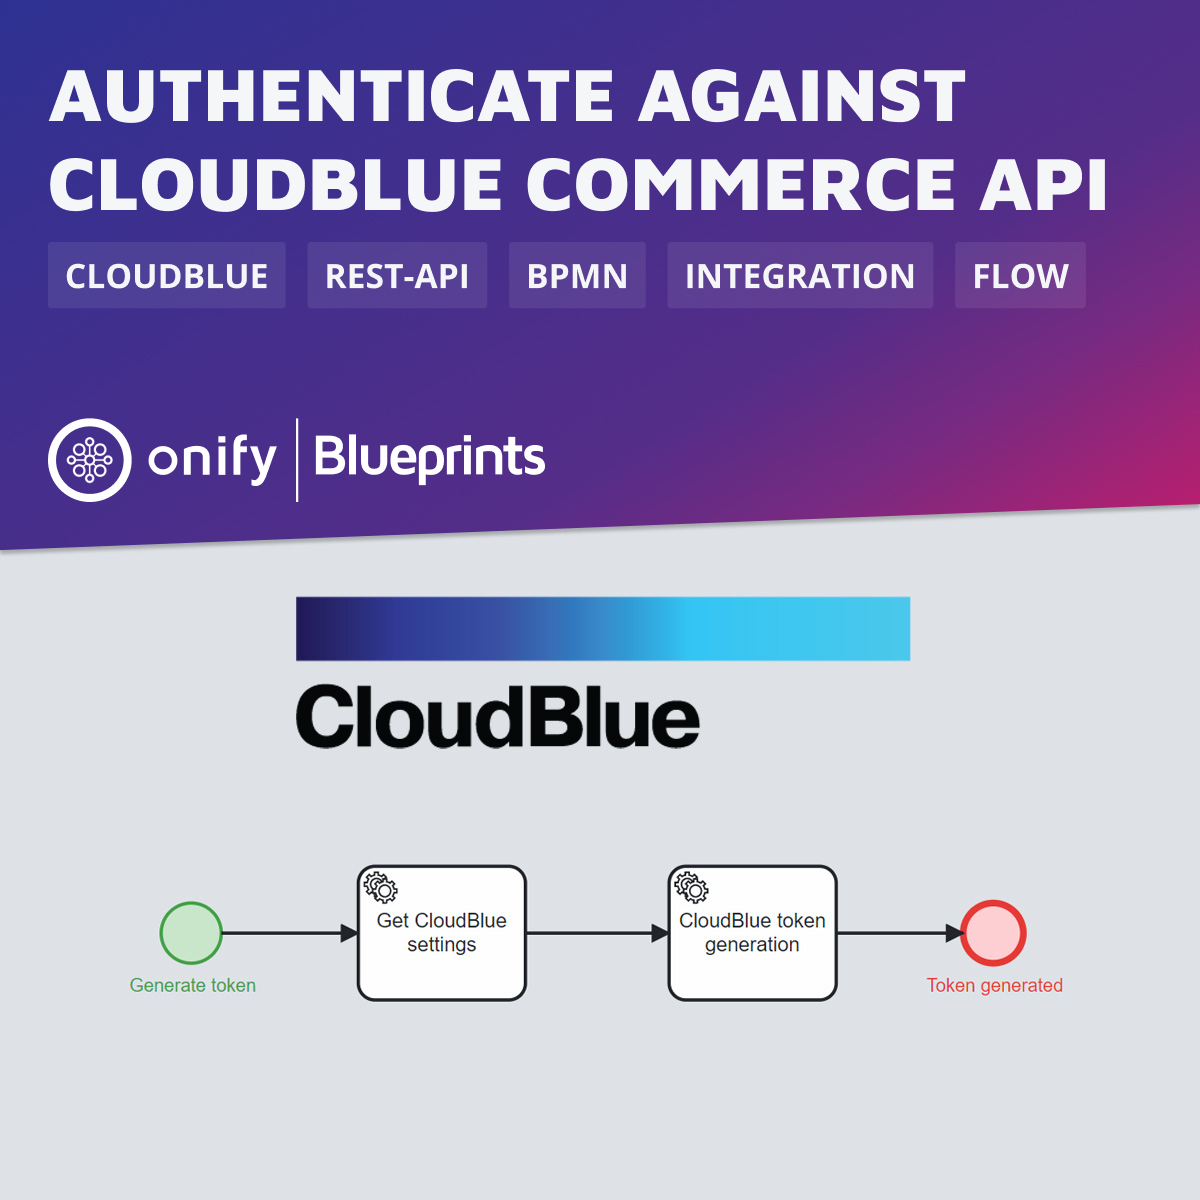 AUTHENTICATE AGAINST
CLOUDBLUE COMMERCE API
CLOUDBLUE REST-API BPMN INTEGRATION FLOW
onify Blueprints
CloudBlue
Get CloudBlue
settings
CloudBlue token
generation
Generate token
Token generated